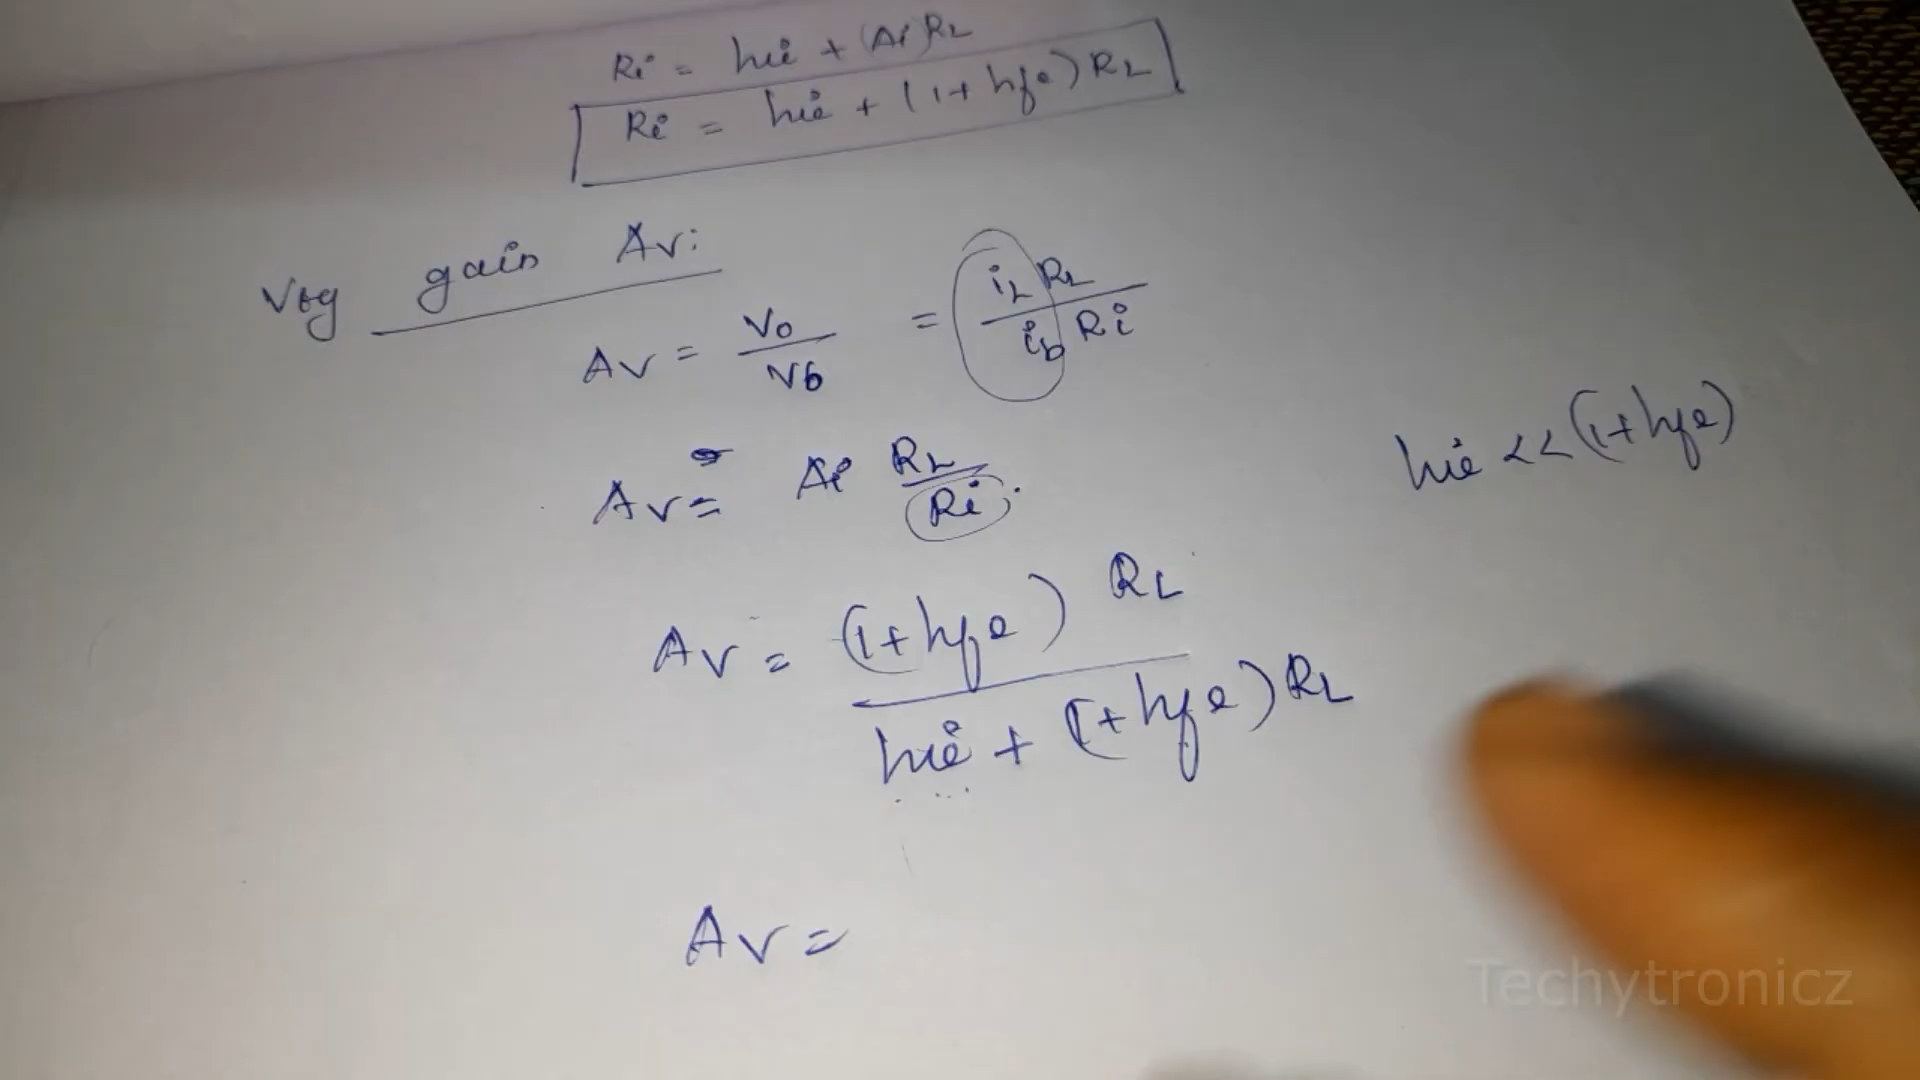 Ri = hie + (Ai) RL
Ri = hie + (1+hfe) RL
Vtg gain Av:
Av = Vo/Vb = iL RL / ib Ri
Av = Ai RL/Ri.
hie << (1+hfe)
Av = (1+hfe) RL / hie + (1+hfe) RL
Av =
Techytronicz